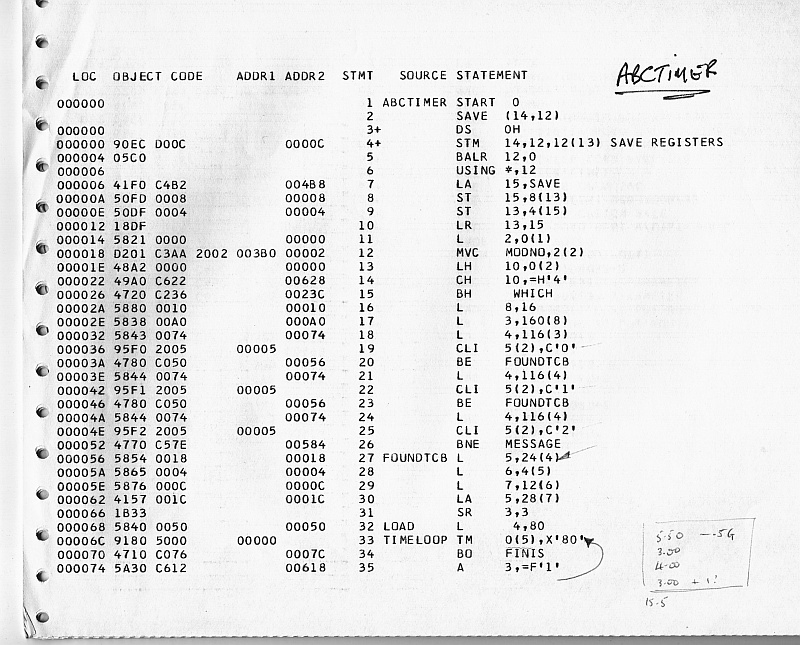 ABCTIMER
LOC OBJECT CODE ADDR1 ADDR2 STMT SOURCE STATEMENT
000000 1 ABCTIMER START 0
2 SAVE (14,12)
000000 3+ DS 0H
000000 90EC D00C 0000C 4+ STM 14,12,12(13) SAVE REGISTERS
000004 05C0 5 BALR 12,0
000006 6 USING *,12
000006 41F0 C4B2 004B8 7 LA 15,SAVE
00000A 50FD 0008 00008 8 ST 15,8(13)
00000E 50DF 0004 00004 9 ST 13,4(15)
000012 18DF 10 LR 13,15
000014 5821 0000 00000 11 L 2,0(1)
000018 D201 C3AA 2002 003B0 00002 12 MVC MODNO,2(2)
00001E 48A2 0000 00000 13 LH 10,0(2)
000022 49A0 C622 00628 14 CH 10,=H'4'
000026 4720 C236 0023C 15 BH WHICH
00002A 5880 0010 00010 16 L 8,16
00002E 5838 00A0 000A0 17 L 3,160(8)
000032 5843 0074 00074 18 L 4,116(3)
000036 95F0 2005 00005 19 CLI 5(2),C'0'
00003A 4780 C050 00056 20 BE FOUNDTCB
00003E 5844 0074 00074 21 L 4,116(4)
000042 95F1 2005 00005 22 CLI 5(2),C'1'
000046 4780 C050 00056 23 BE FOUNDTCB
00004A 5844 0074 00074 24 L 4,116(4)
00004E 95F2 2005 00005 25 CLI 5(2),C'2'
000052 4770 C57E 00584 26 BNE MESSAGE
000056 5854 0018 00018 27 FOUNDTCB L 5,24(4)
00005A 5865 0004 00004 28 L 6,4(5)
00005E 5876 000C 0000C 29 L 7,12(6)
000062 4157 001C 0001C 30 LA 5,28(7)
000066 1B33 31 SR 3,3
000068 5840 0050 00050 32 LOAD L 4,80
00006C 9180 5000 00000 33 TIMELOOP TM 0(5),X'80'
000070 4710 C076 0007C 34 BO FINIS
000074 5A30 C612 00618 35 A 3,=F'1'
5.50
3.00
4.00
3.00 + 1!
15.5